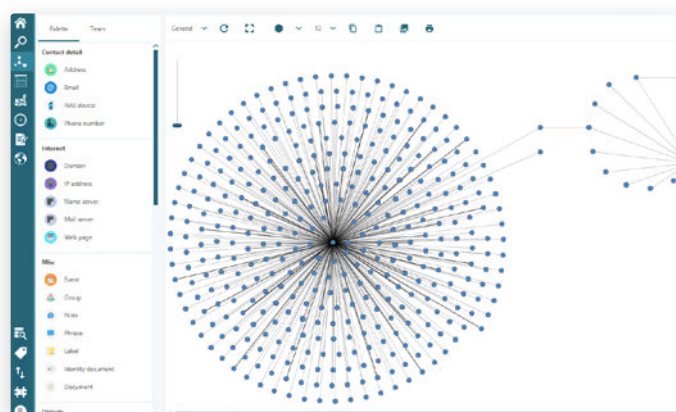 Palette Team
General
12
Contact detail
Address
Email
IMEI device
Phone number
Internet
Domain
IP address
Name server
Mail server
Web page
Misc
Event
Group
Note
Phrase
Label
Identity document
Document